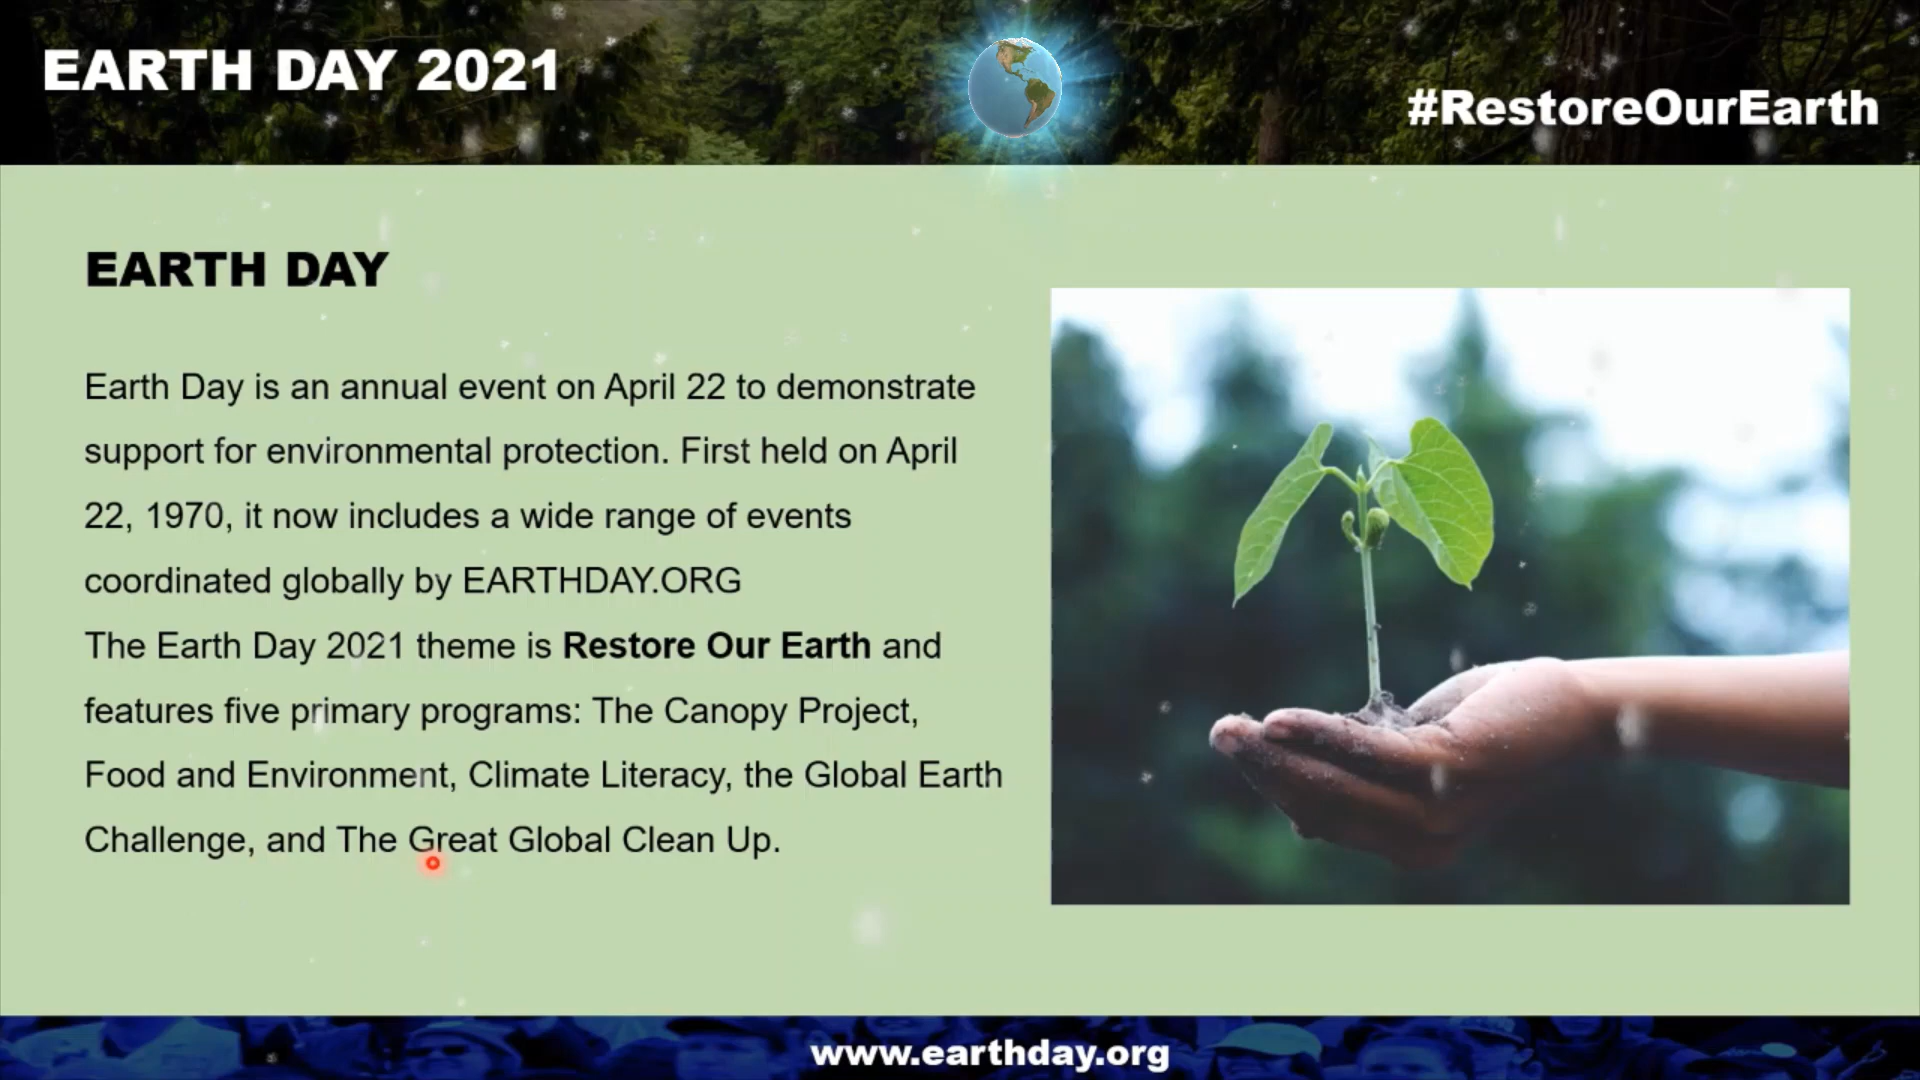 EARTH DAY 2021
#RestoreOurEarth
EARTH DAY
Earth Day is an annual event on April 22 to demonstrate
support for environmental protection. First held on April
22, 1970, it now includes a wide range of events
coordinated globally by EARTHDAY.ORG
The Earth Day 2021 theme is Restore Our Earth and
features five primary programs: The Canopy Project,
Food and Environment, Climate Literacy, the Global Earth
Challenge, and The Great Global Clean Up.
www.earthday.org